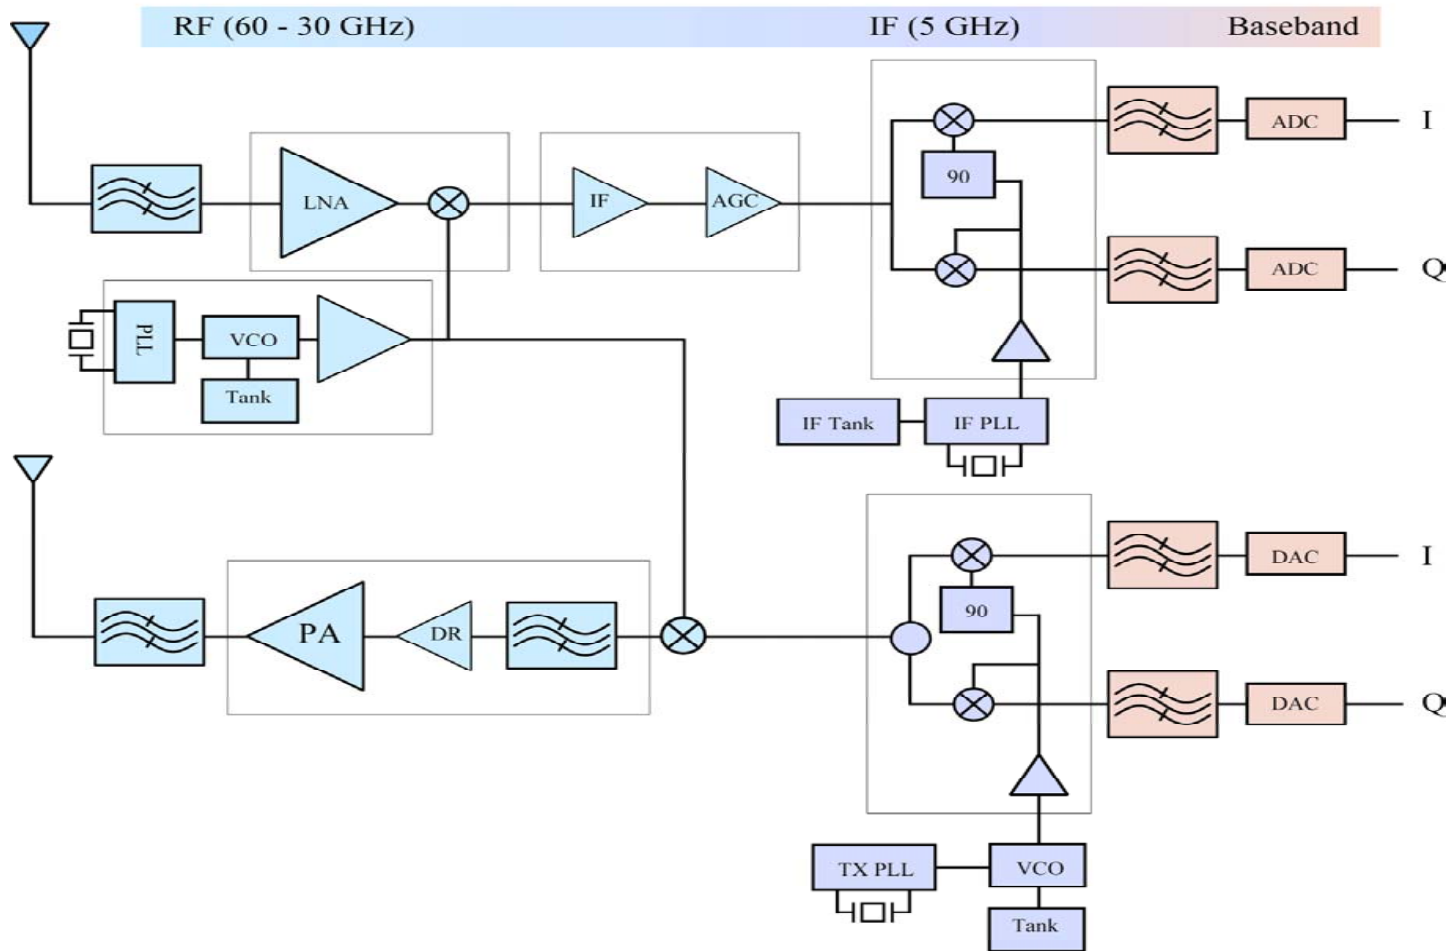 RF (60 - 30 GHz) IF (5 GHz) Baseband
ADC I
90
LNA IF AGC
ADC Q
PLL VCO
Tank
IF Tank IF PLL
DAC I
90
PA DR
DAC Q
TX PLL VCO
Tank